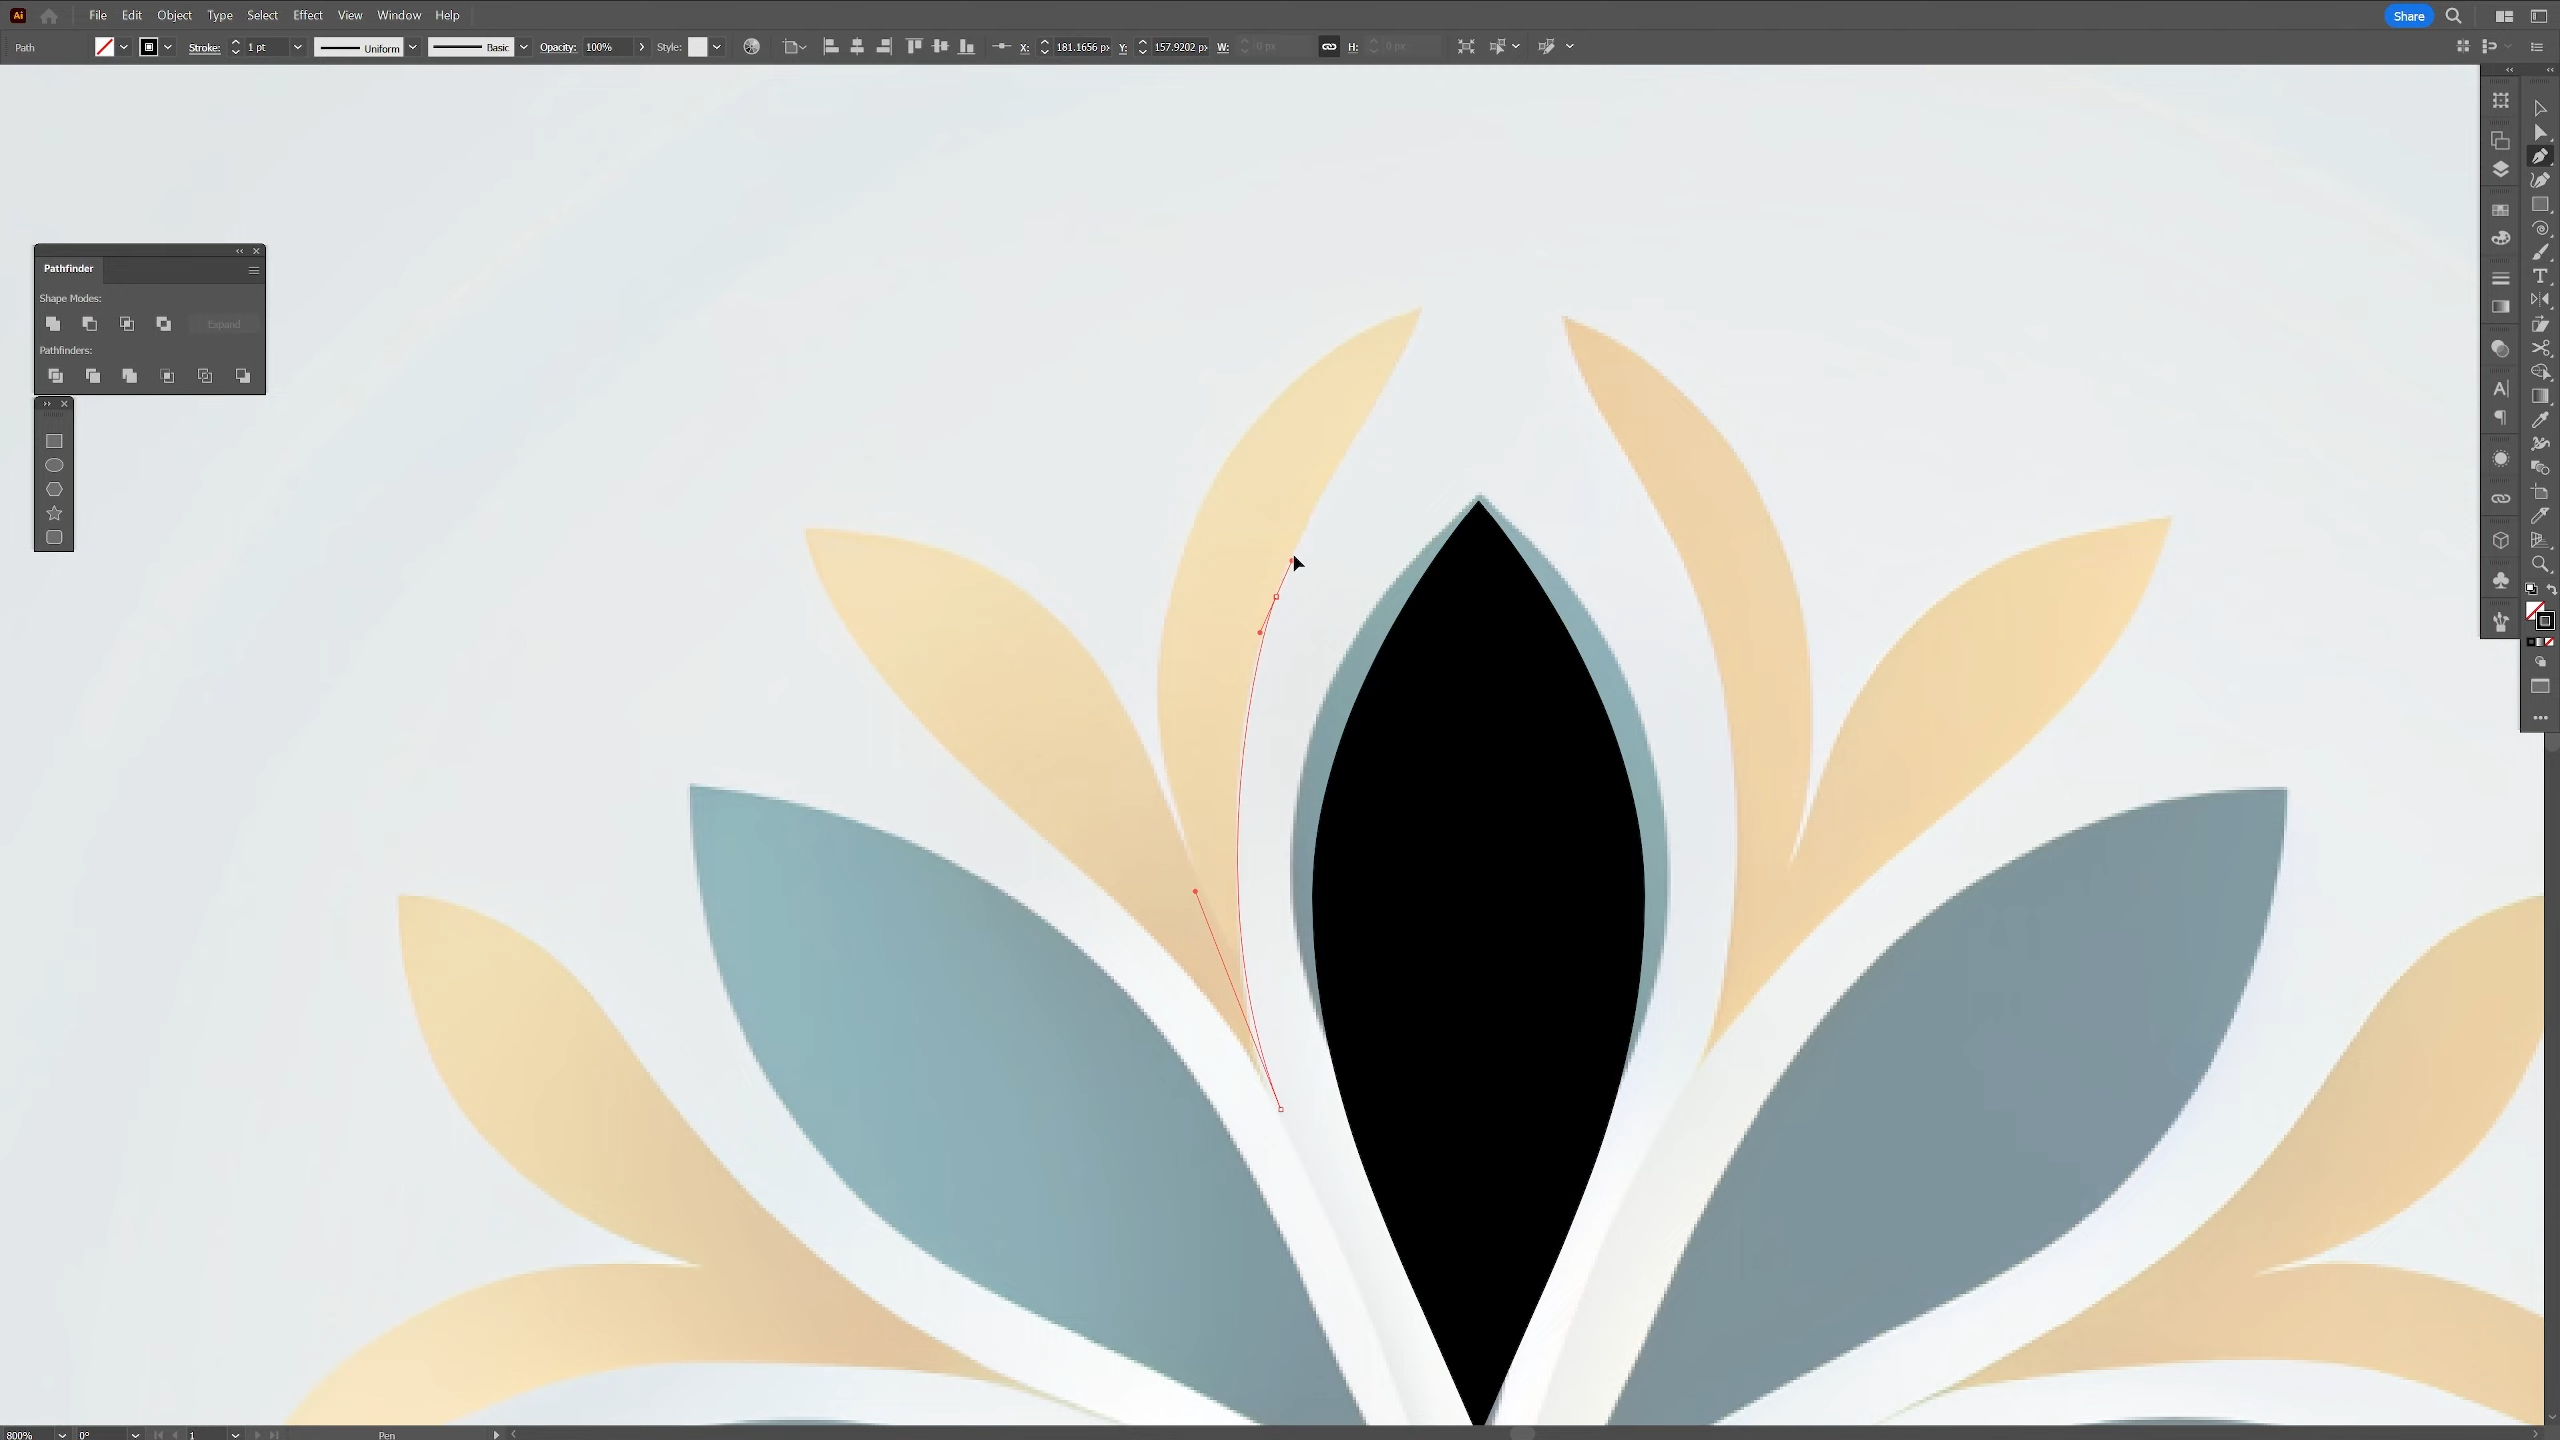 Ai File Edit Object Type Select Effect View Window Help Share
Path Stroke: 1 pt Uniform Basic Opacity: 100% Style: X: 181.1656 px Y: 157.9202 px W: 0 px H: 0 px
Pathfinder
Shape Modes:
Expand
Pathfinders:
800% 0° 1 Pen